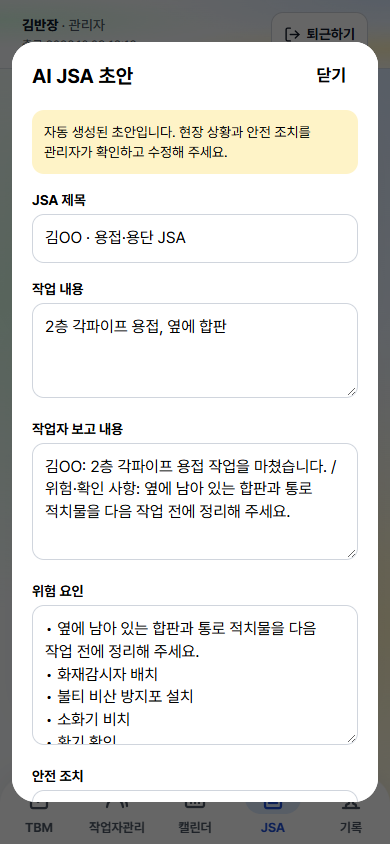 김반장 · 관리자
퇴근하기
AI JSA 초안
닫기
자동 생성된 초안입니다. 현장 상황과 안전 조치를
관리자가 확인하고 수정해 주세요.
JSA 제목
김OO · 용접·용단 JSA
작업 내용
2층 각파이프 용접, 옆에 합판
작업자 보고 내용
김OO: 2층 각파이프 용접 작업을 마쳤습니다. /
위험·확인 사항: 옆에 남아 있는 합판과 통로
적치물을 다음 작업 전에 정리해 주세요.
위험 요인
• 옆에 남아 있는 합판과 통로 적치물을 다음
작업 전에 정리해 주세요.
• 화재감시자 배치
• 불티 비산 방지포 설치
• 소화기 비치
• 환기 확인
안전 조치
TBM
작업자관리
캘린더
JSA
기록